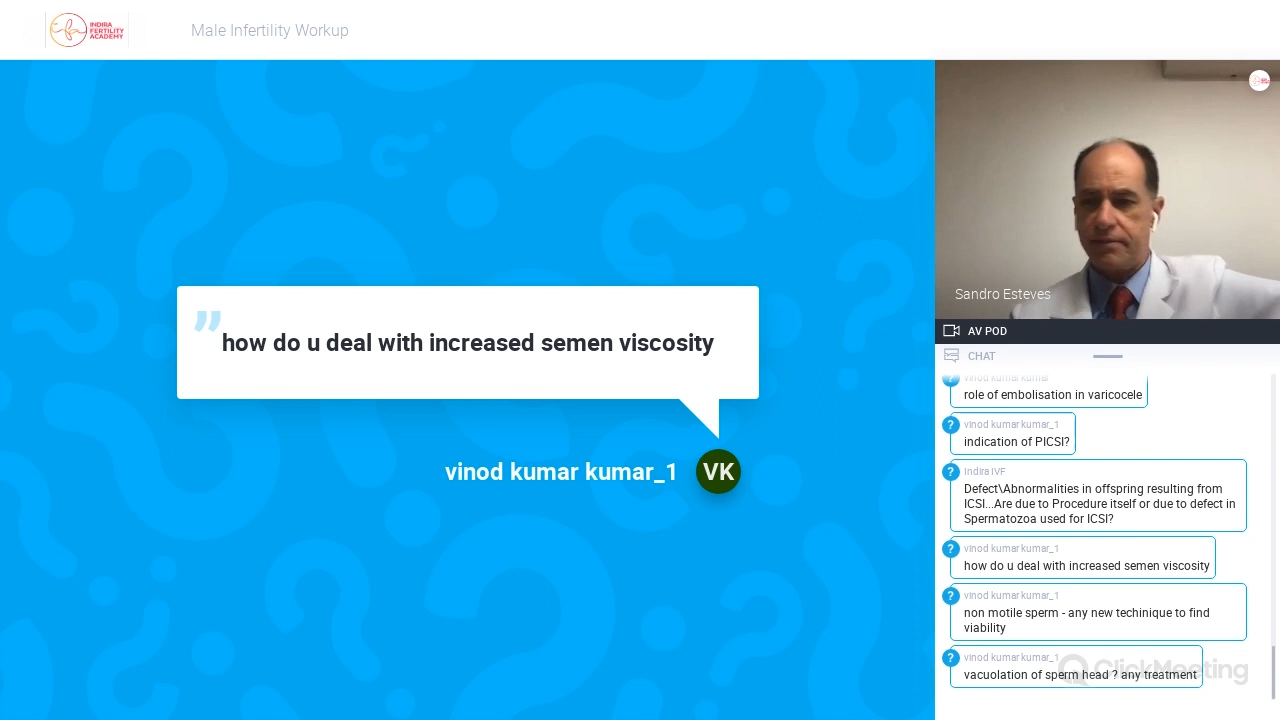 INDIRA
FERTILITY
ACADEMY
Male Infertility Workup
how do u deal with increased semen viscosity
vinod kumar kumar_1
VK
Sandro Esteves
AV POD
CHAT
vinod kumar kumar
role of embolisation in varicocele
vinod kumar kumar_1
indication of PICSI?
Indira IVF
Defect\Abnormalities in offspring resulting from
ICSI...Are due to Procedure itself or due to defect in
Spermatozoa used for ICSI?
vinod kumar kumar_1
how do u deal with increased semen viscosity
vinod kumar kumar_1
non motile sperm - any new techinique to find
viability
vinod kumar kumar_1
vacuolation of sperm head ? any treatment
ClickMeeting